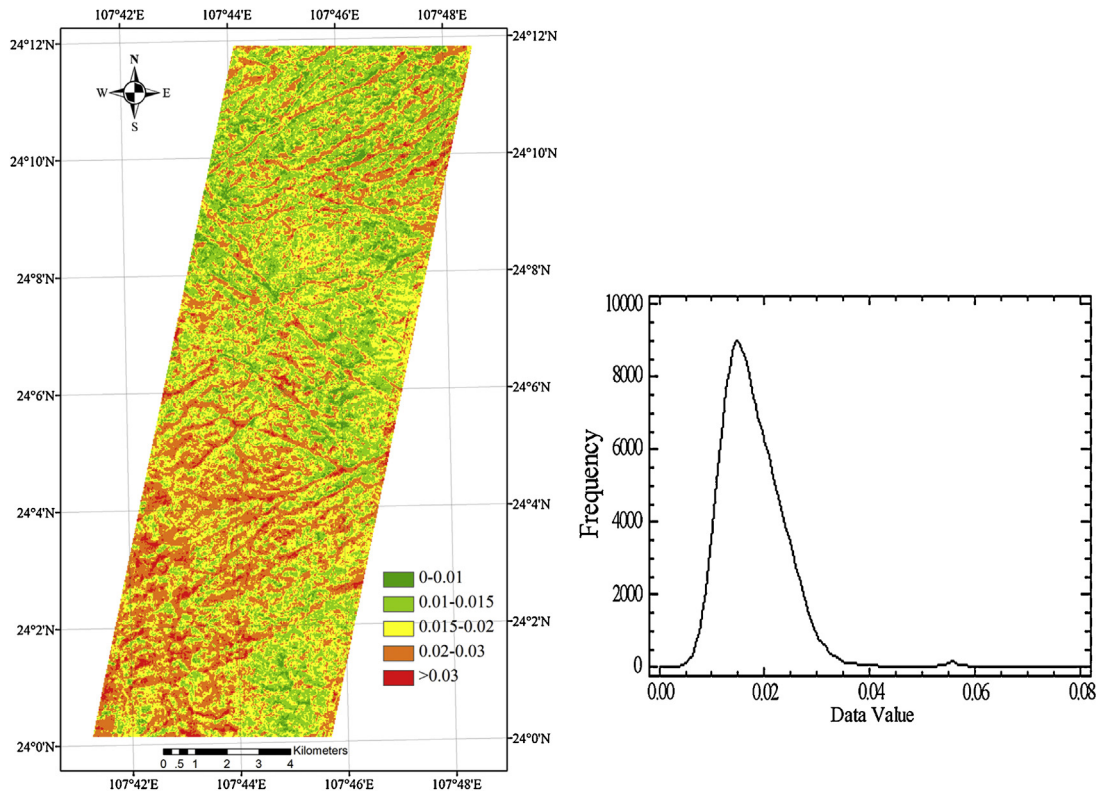 107°42'E 107°44'E 107°46'E 107°48'E
24°12'N 24°12'N
N
W E
S
24°10'N 24°10'N
24°8'N 24°8'N
24°6'N 24°6'N
24°4'N 24°4'N
0-0.01
0.01-0.015
0.015-0.02
0.02-0.03
>0.03
24°2'N 24°2'N
24°0'N 24°0'N
Kilometers
0 .5 1 2 3 4
107°42'E 107°44'E 107°46'E 107°48'E
10000
8000
6000
4000
2000
0
Frequency
0.00 0.02 0.04 0.06 0.08
Data Value